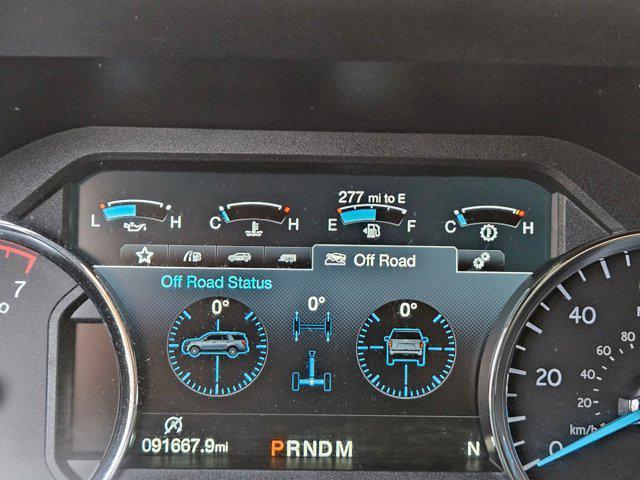 277 mi to E
L H C H E F C H
Off Road
Off Road Status
0° 0° 0°
7
40
80
60
20
40
20
0
km/h
091667.9mi
PRNDM
N